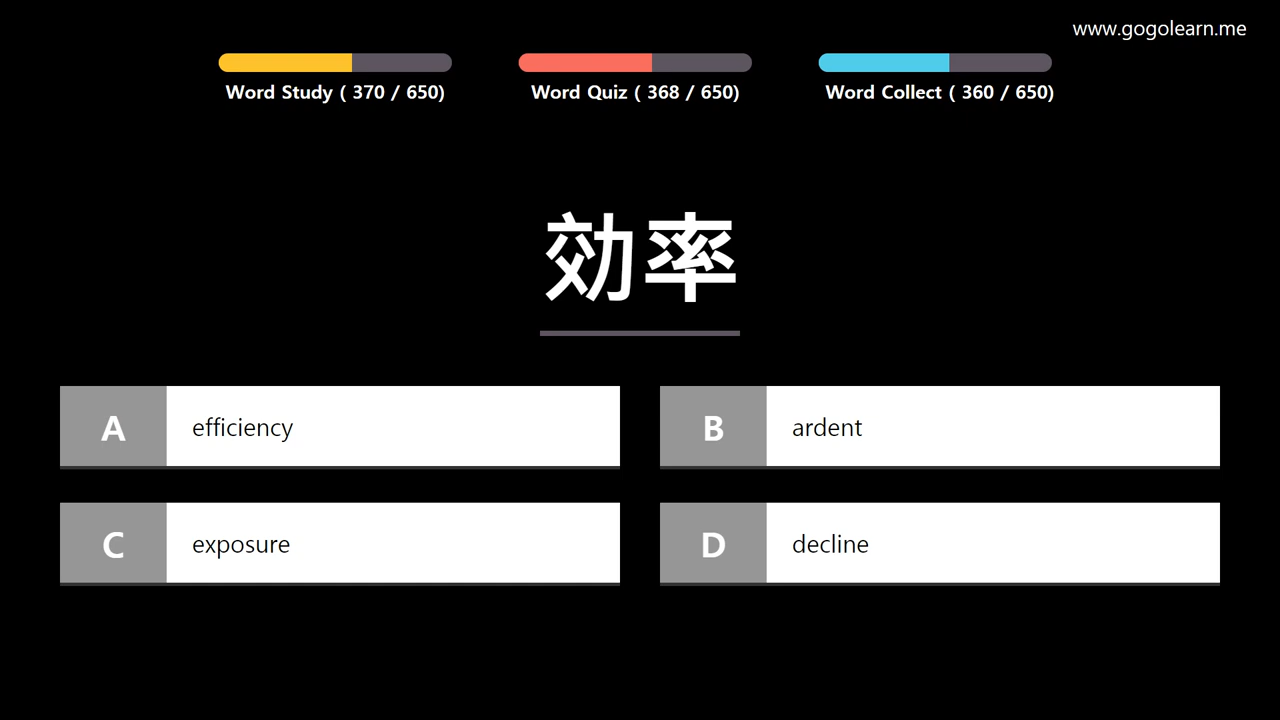 www.gogolearn.me
Word Study ( 370 / 650)
Word Quiz ( 368 / 650)
Word Collect ( 360 / 650)
効率
A efficiency
B ardent
C exposure
D decline